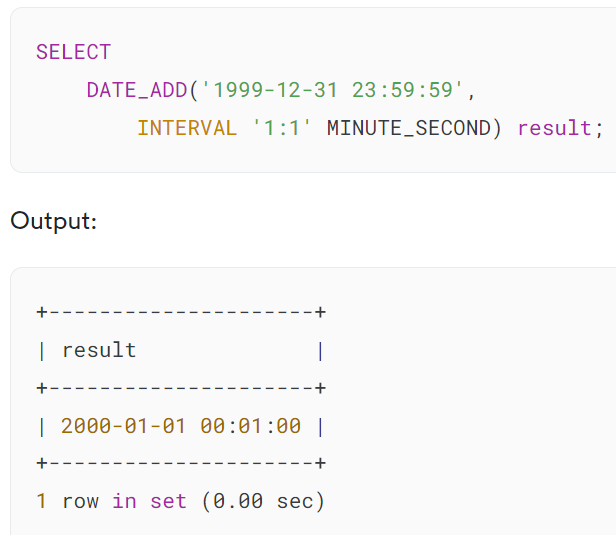 SELECT
    DATE_ADD('1999-12-31 23:59:59',
        INTERVAL '1:1' MINUTE_SECOND) result;
Output:
+---------------------+
| result              |
+---------------------+
| 2000-01-01 00:01:00 |
+---------------------+
1 row in set (0.00 sec)